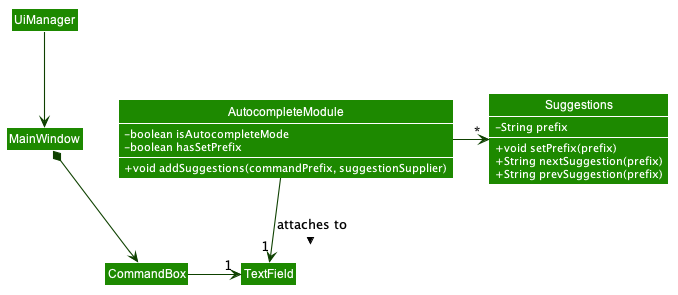 UiManager
MainWindow
AutocompleteModule
-boolean isAutocompleteMode
-boolean hasSetPrefix
+void addSuggestions(commandPrefix, suggestionSupplier)
*
Suggestions
-String prefix
+void setPrefix(prefix)
+String nextSuggestion(prefix)
+String prevSuggestion(prefix)
attaches to
1
CommandBox
1
TextField